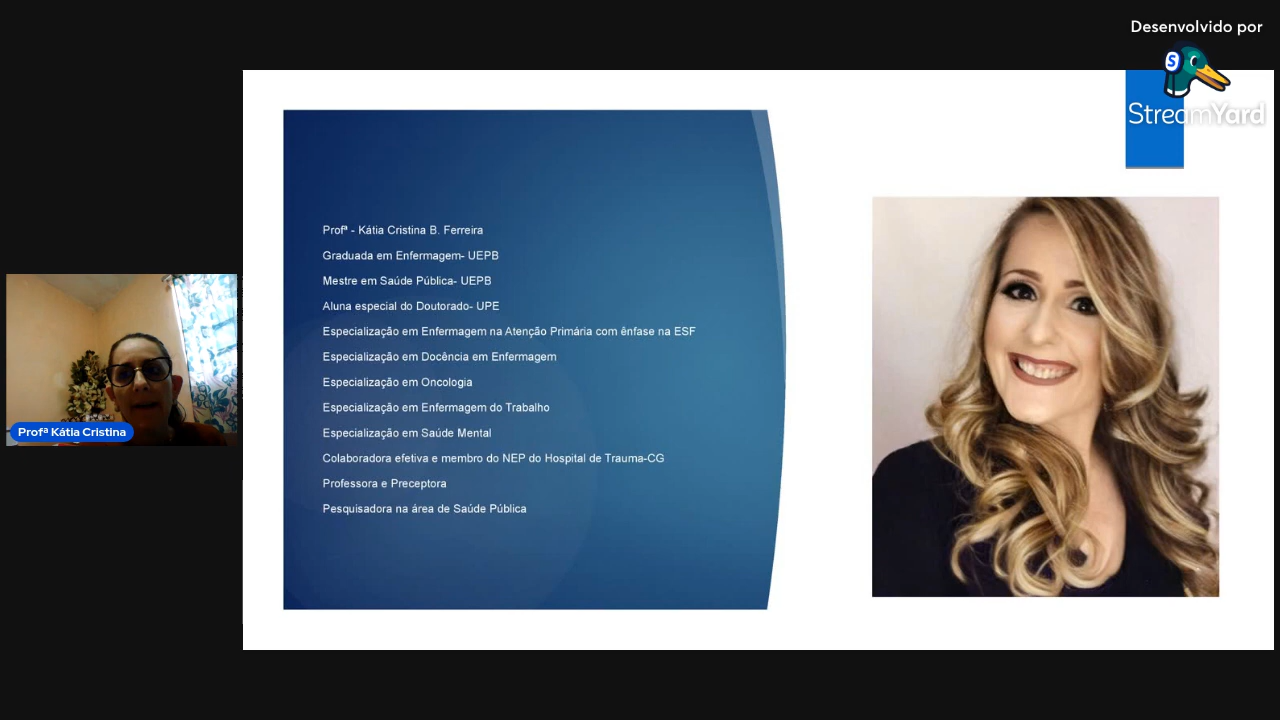 Desenvolvido por
S
StreamYard
Profª - Kátia Cristina B. Ferreira
Graduada em Enfermagem- UEPB
Mestre em Saúde Pública- UEPB
Aluna especial do Doutorado- UPE
Especialização em Enfermagem na Atenção Primária com ênfase na ESF
Especialização em Docência em Enfermagem
Especialização em Oncologia
Especialização em Enfermagem do Trabalho
Especialização em Saúde Mental
Colaboradora efetiva e membro do NEP do Hospital de Trauma-CG
Professora e Preceptora
Pesquisadora na área de Saúde Pública
Profª Kátia Cristina